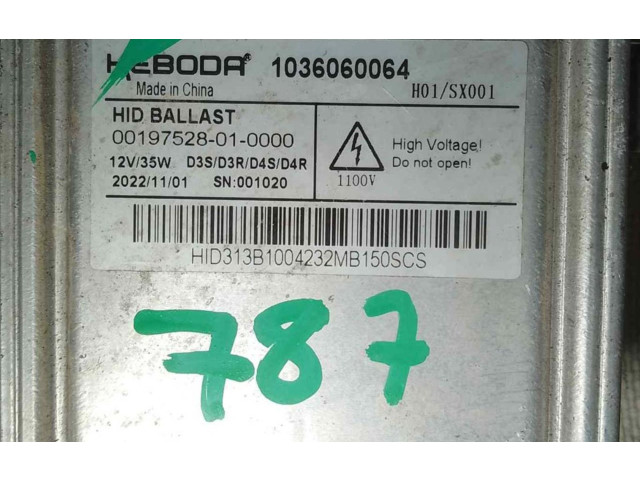 KEBODA® 1036060064
Made in China H01/SX001
HID BALLAST
00197528-01-0000
12V/35W D3S/D3R/D4S/D4R
2022/11/01 SN:001020
High Voltage!
Do not open!
1100V
HID313B1004232MB150SCS
787